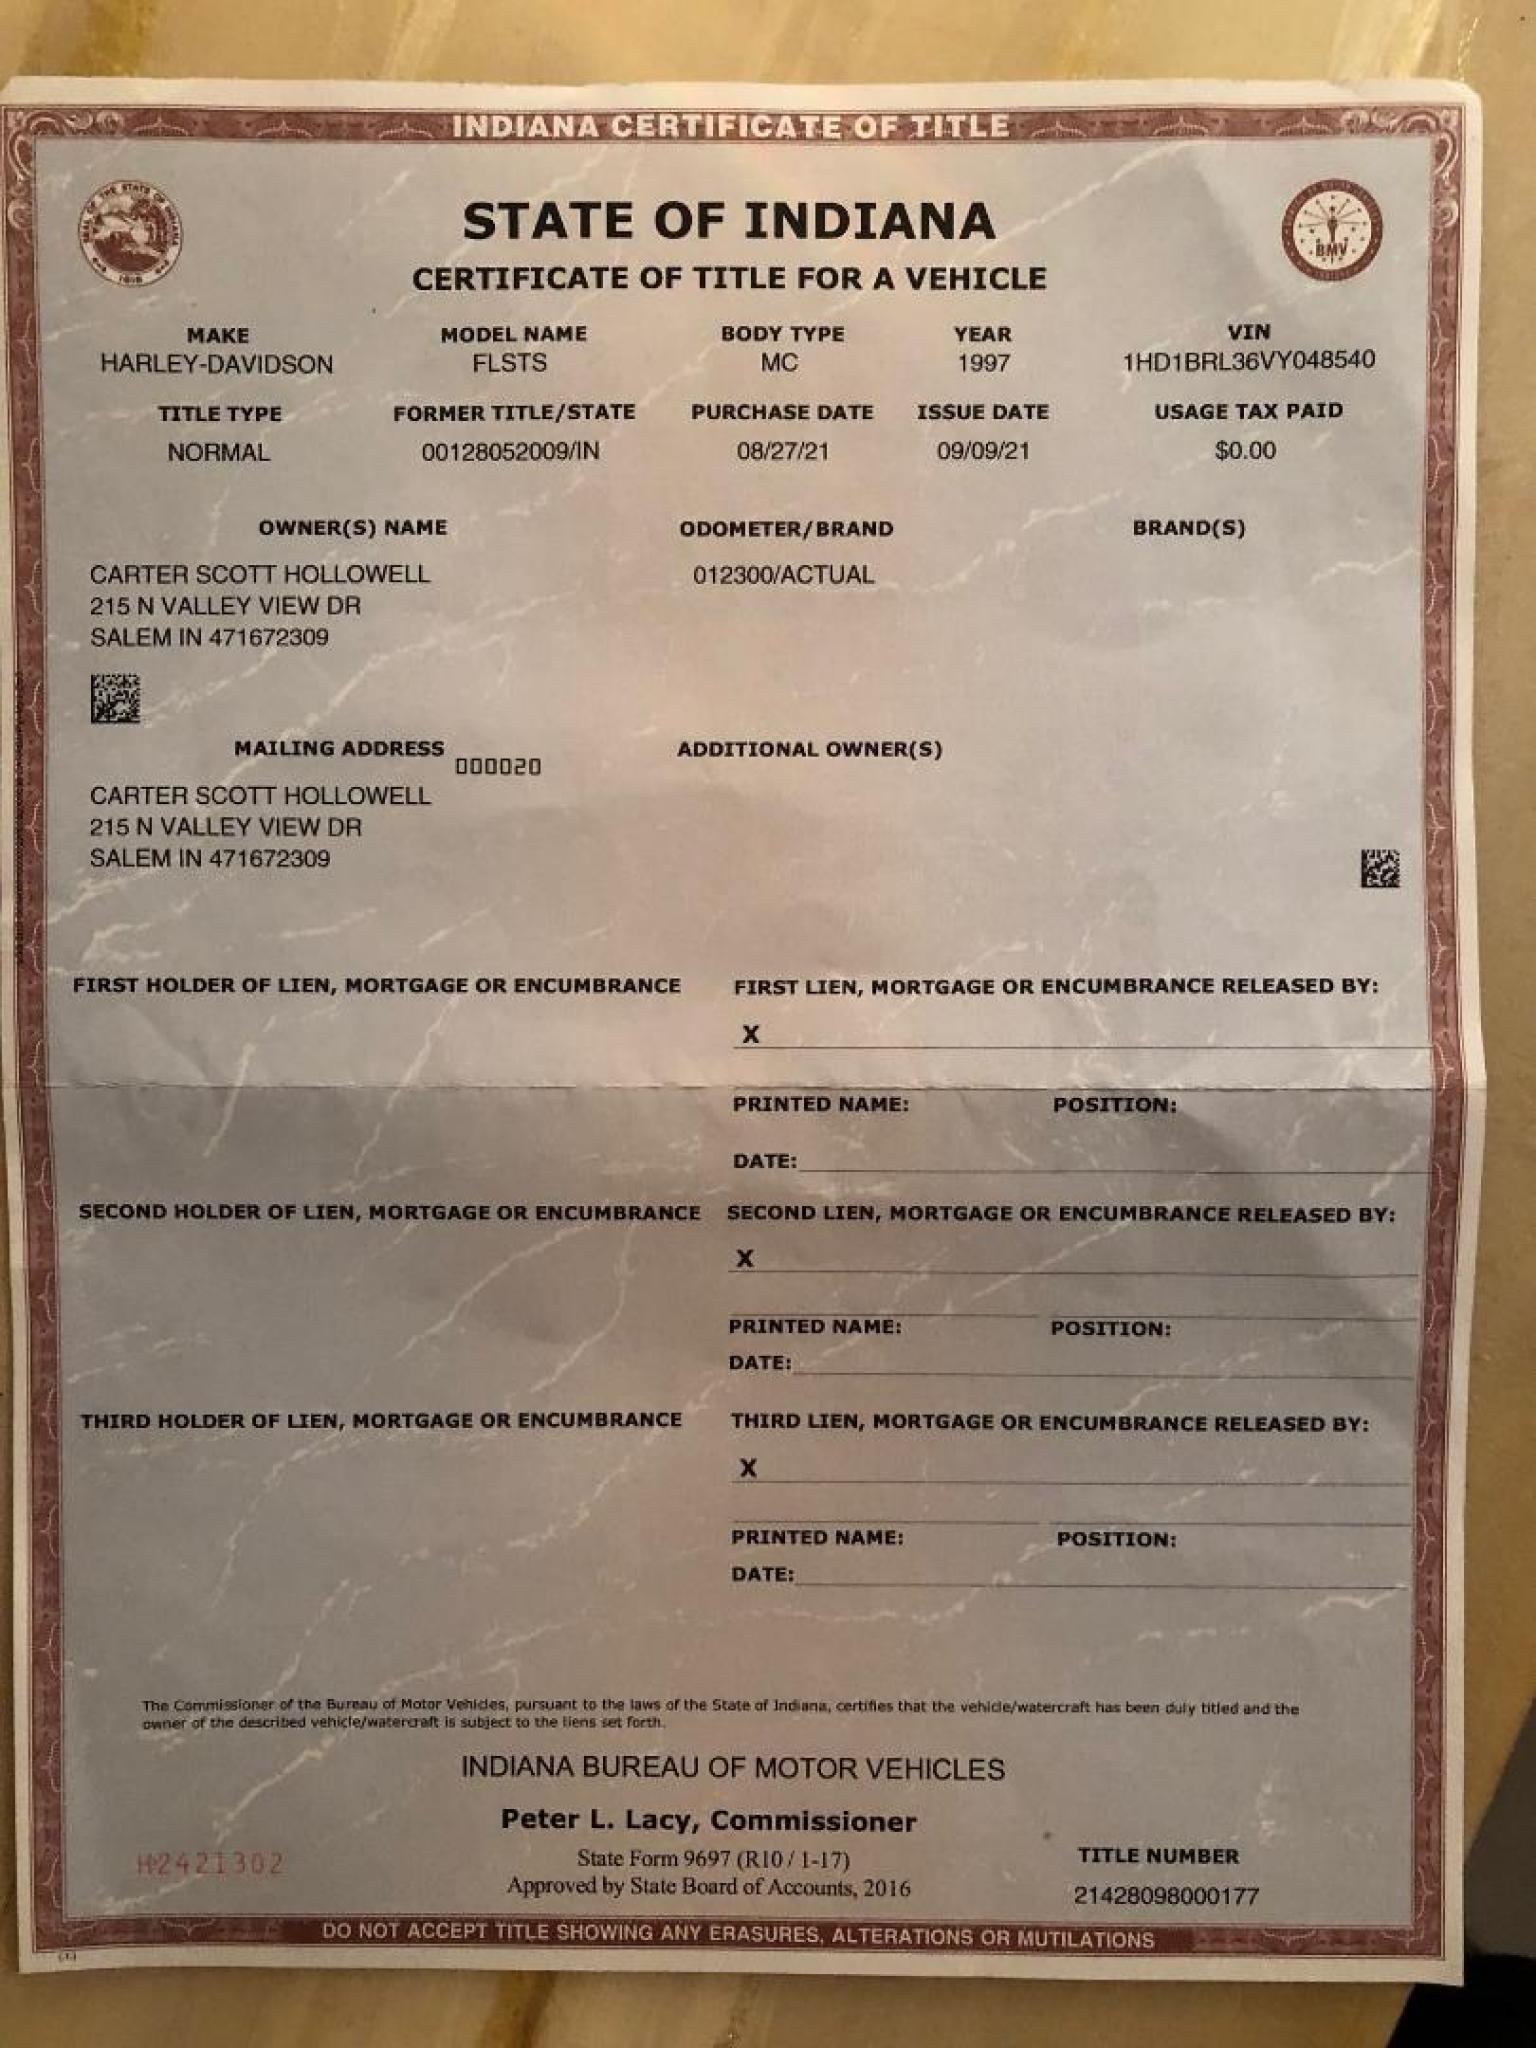 INDIANA CERTIFICATE OF TITLE
STATE OF INDIANA
CERTIFICATE OF TITLE FOR A VEHICLE
SEAL OF THE STATE OF INDIANA
1816
BMV
MAKE MODEL NAME BODY TYPE YEAR VIN
HARLEY-DAVIDSON FLSTS MC 1997 1HD1BRL36VY048540
TITLE TYPE FORMER TITLE/STATE PURCHASE DATE ISSUE DATE USAGE TAX PAID
NORMAL 00128052009/IN 08/27/21 09/09/21 $0.00
OWNER(S) NAME ODOMETER/BRAND BRAND(S)
CARTER SCOTT HOLLOWELL 012300/ACTUAL
215 N VALLEY VIEW DR
SALEM IN 471672309
MAILING ADDRESS 000020 ADDITIONAL OWNER(S)
CARTER SCOTT HOLLOWELL
215 N VALLEY VIEW DR
SALEM IN 471672309
FIRST HOLDER OF LIEN, MORTGAGE OR ENCUMBRANCE FIRST LIEN, MORTGAGE OR ENCUMBRANCE RELEASED BY:
X
PRINTED NAME: POSITION:
DATE:
SECOND HOLDER OF LIEN, MORTGAGE OR ENCUMBRANCE SECOND LIEN, MORTGAGE OR ENCUMBRANCE RELEASED BY:
X
PRINTED NAME: POSITION:
DATE:
THIRD HOLDER OF LIEN, MORTGAGE OR ENCUMBRANCE THIRD LIEN, MORTGAGE OR ENCUMBRANCE RELEASED BY:
X
PRINTED NAME: POSITION:
DATE:
The Commissioner of the Bureau of Motor Vehicles, pursuant to the laws of the State of Indiana, certifies that the vehicle/watercraft has been duly titled and the
owner of the described vehicle/watercraft is subject to the liens set forth.
INDIANA BUREAU OF MOTOR VEHICLES
Peter L. Lacy, Commissioner
H2421302 State Form 9697 (R10 / 1-17) TITLE NUMBER
Approved by State Board of Accounts, 2016 21428098000177
DO NOT ACCEPT TITLE SHOWING ANY ERASURES, ALTERATIONS OR MUTILATIONS